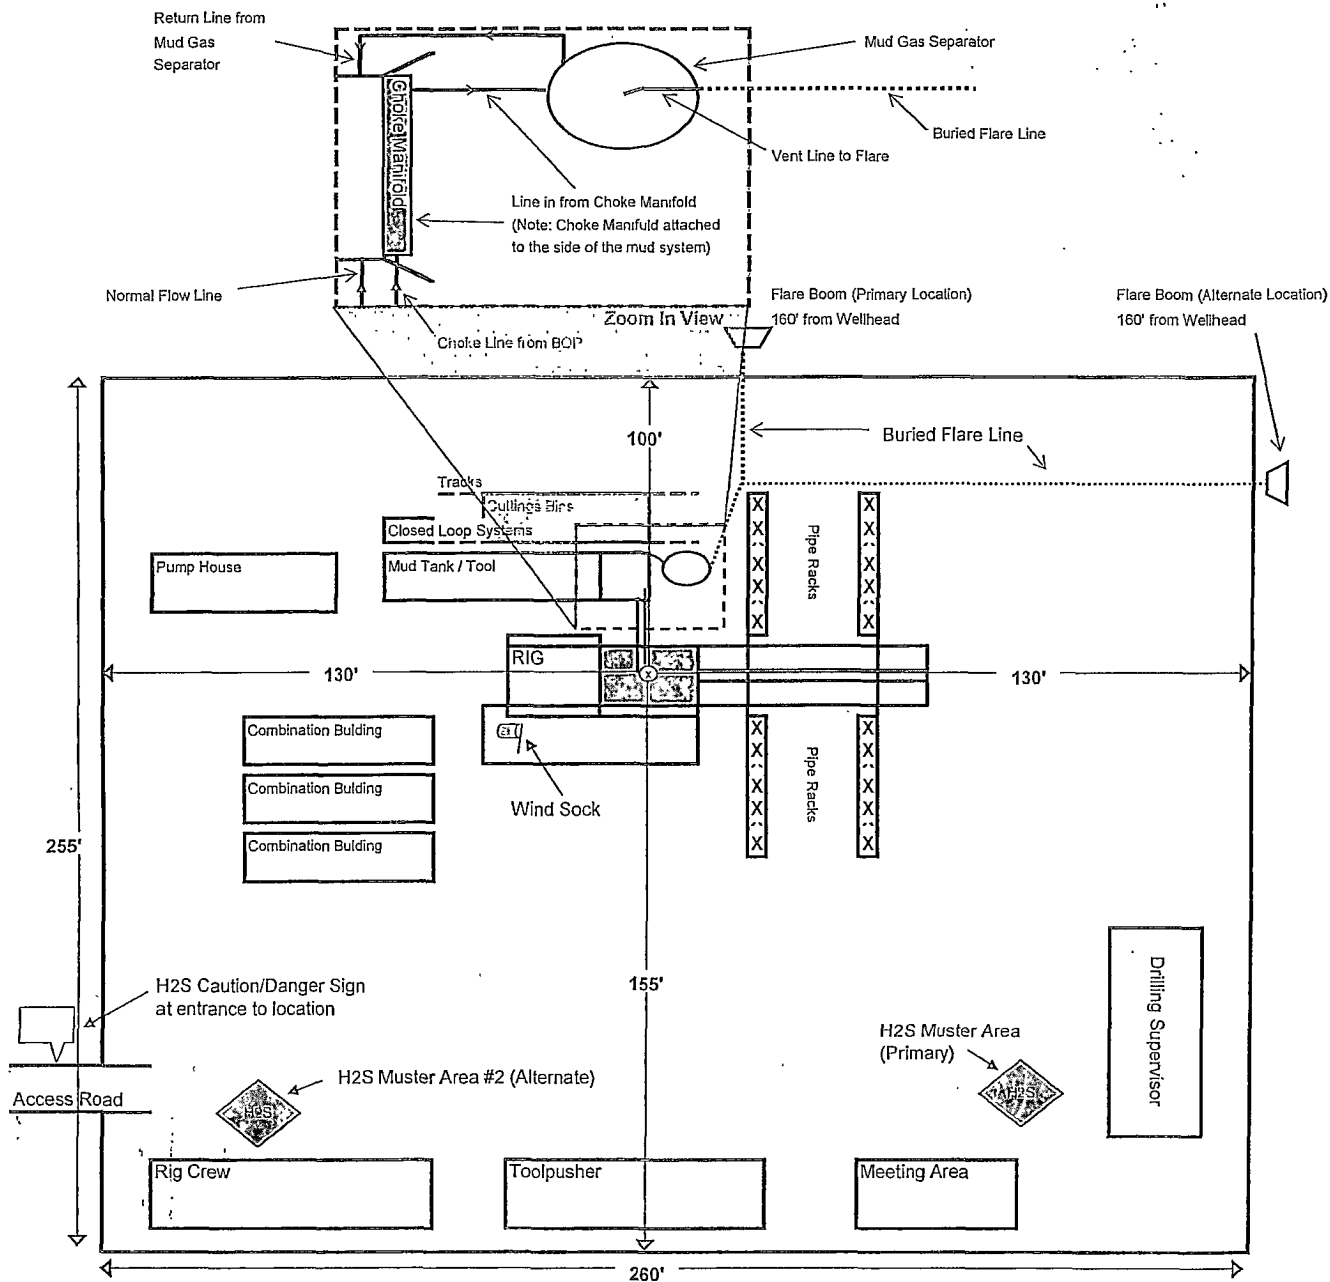 Return Line from
Mud Gas
Separator
Mud Gas Separator
Buried Flare Line
Vent Line to Flare
Choke Manifold
Line in from Choke Manifold
(Note: Choke Manifold attached
to the side of the mud system)
Normal Flow Line
Choke Line from BOP
Zoom In View
Flare Boom (Primary Location)
160' from Wellhead
Flare Boom (Alternate Location)
160' from Wellhead
100'
Buried Flare Line
Tracks
Cuttings Bins
Closed Loop Systems
Pump House
Mud Tank / Tool
X
X
X
X
X
Pipe Racks
X
X
X
X
X
RIG
X
130'
130'
Combination Bulding
Combination Bulding
Combination Bulding
Wind Sock
X
X
X
X
X
Pipe Racks
X
X
X
X
X
255'
155'
H2S Caution/Danger Sign
at entrance to location
Drilling Supervisor
H2S Muster Area
(Primary)
H2S
H2S Muster Area #2 (Alternate)
H2S
Access Road
Rig Crew
Toolpusher
Meeting Area
260'